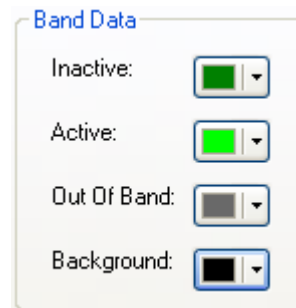 Band Data
Inactive:
Active:
Out Of Band:
Background: